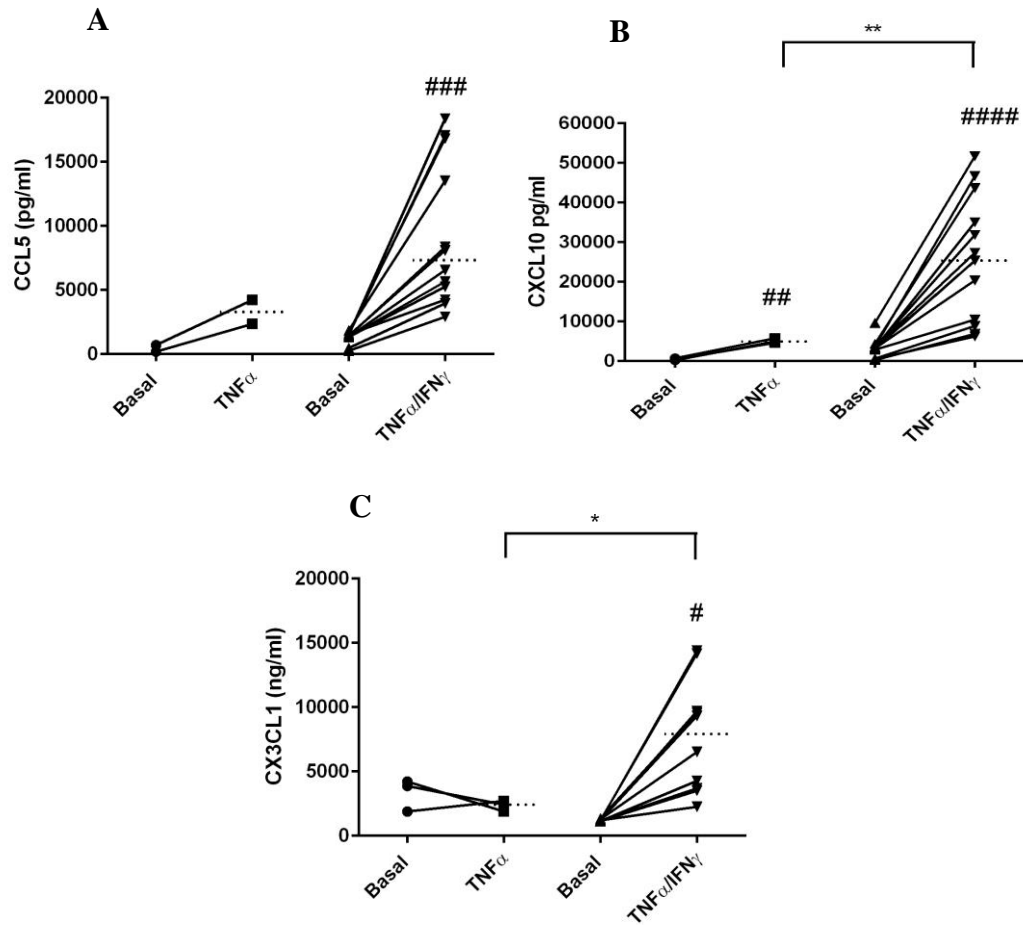 A
CCL5 (pg/ml)
20000
15000
10000
5000
0
###
Basal
TNFα
Basal
TNFα/IFNγ
B
**
CXCL10 pg/ml
60000
50000
40000
30000
20000
10000
0
##
####
Basal
TNFα
Basal
TNFα/IFNγ
C
*
CX3CL1 (ng/ml)
20000
15000
10000
5000
0
#
Basal
TNFα
Basal
TNFα/IFNγ